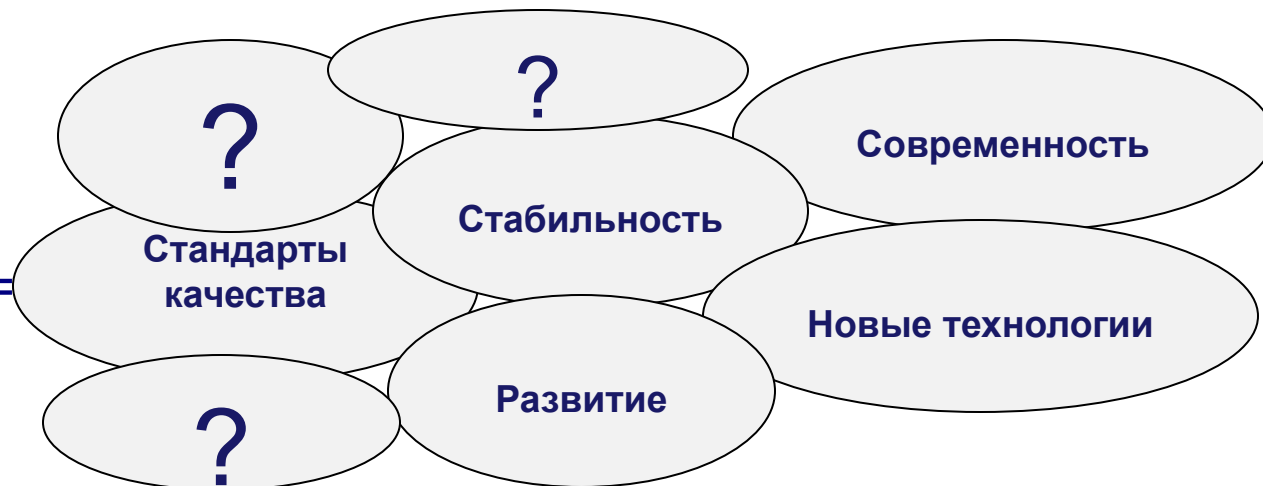 ?
?
Современность
Стабильность
Стандарты
качества
=
Новые технологии
Развитие
?